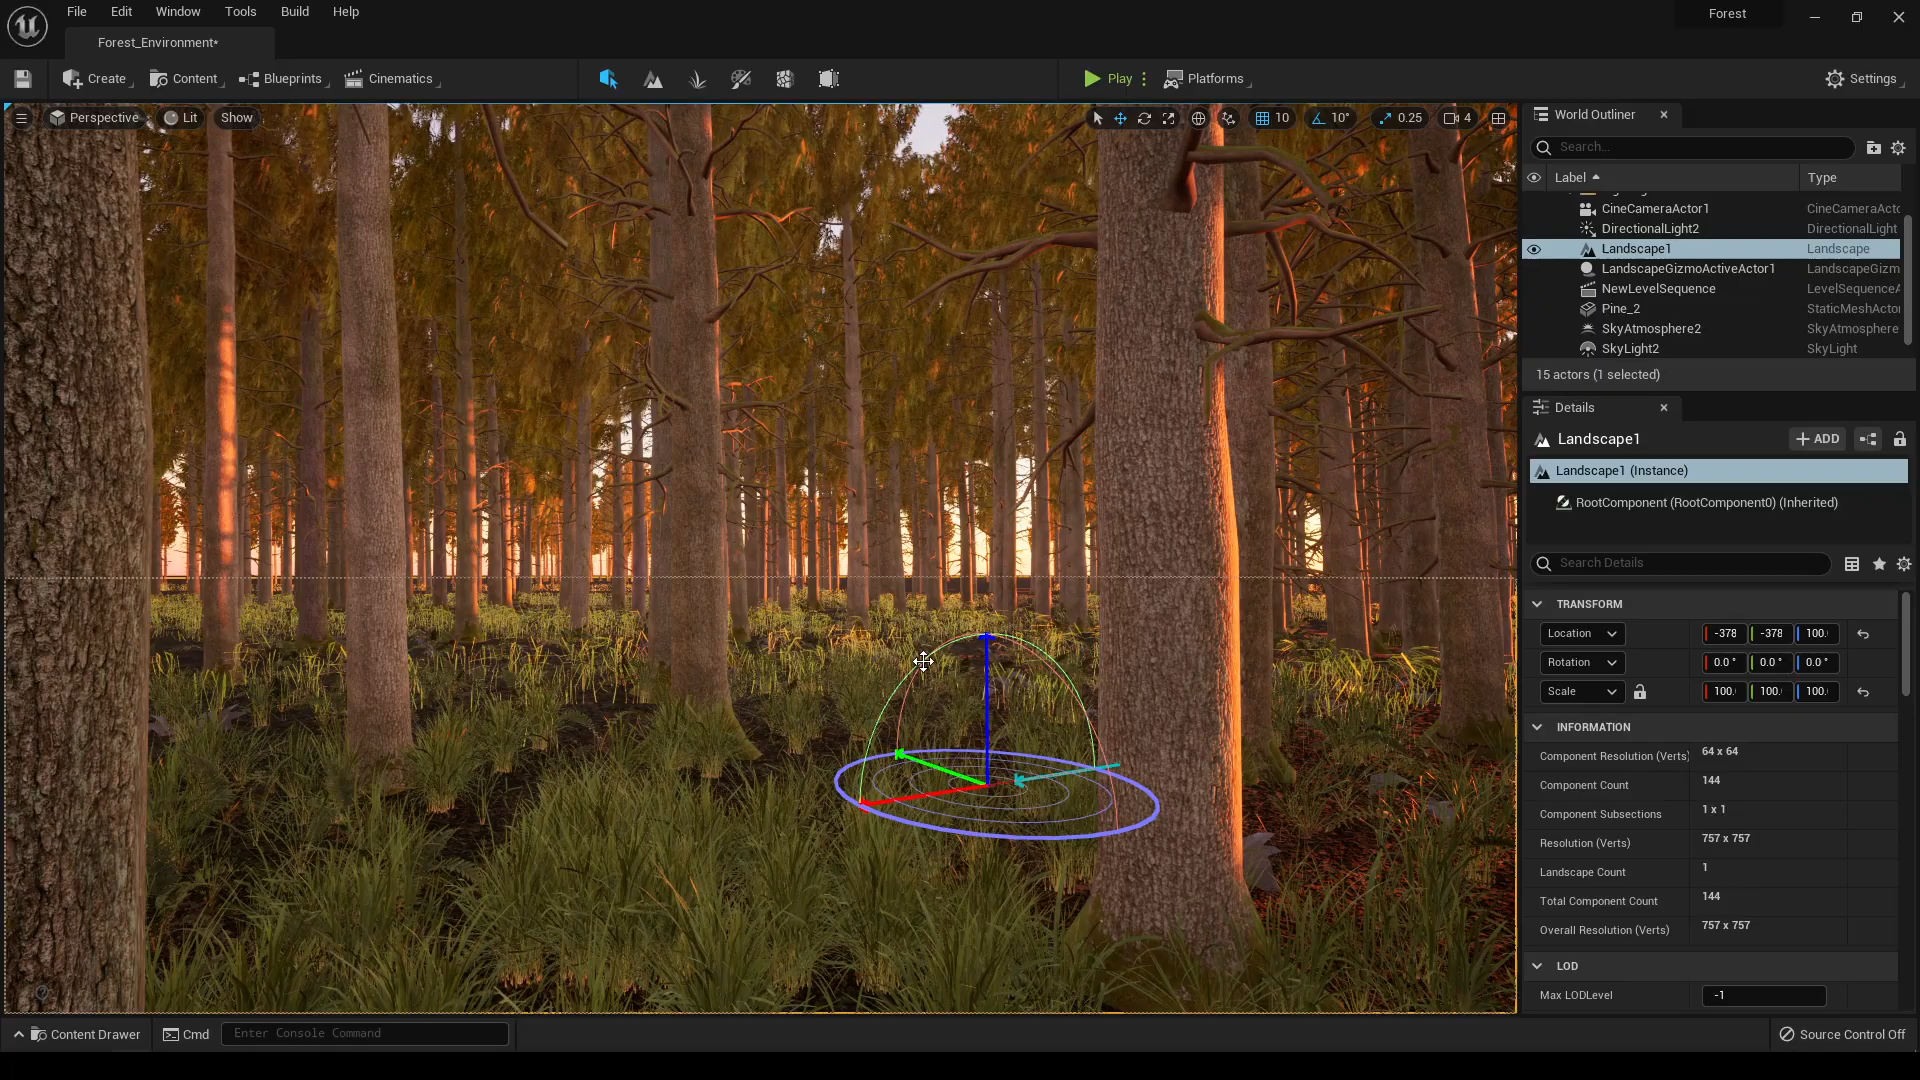 File Edit Window Tools Build Help
Forest
Forest_Environment*
Create Content Blueprints Cinematics Play Platforms Settings
Perspective Lit Show 10 10° 0.25 4
World Outliner
Search...
Label Type
CineCameraActor1 CineCameraActo
DirectionalLight2 DirectionalLight
Landscape1 Landscape
LandscapeGizmoActiveActor1 LandscapeGizm
NewLevelSequence LevelSequenceA
Pine_2 StaticMeshActor
SkyAtmosphere2 SkyAtmosphere
SkyLight2 SkyLight
15 actors (1 selected)
Details
Landscape1 + ADD
Landscape1 (Instance)
RootComponent (RootComponent0) (Inherited)
Search Details
TRANSFORM
Location -378 -378 100.
Rotation 0.0 ° 0.0 ° 0.0 °
Scale 100. 100. 100.
INFORMATION
Component Resolution (Verts) 64 x 64
Component Count 144
Component Subsections 1 x 1
Resolution (Verts) 757 x 757
Landscape Count 1
Total Component Count 144
Overall Resolution (Verts) 757 x 757
LOD
Max LODLevel -1
Content Drawer Cmd Enter Console Command Source Control Off